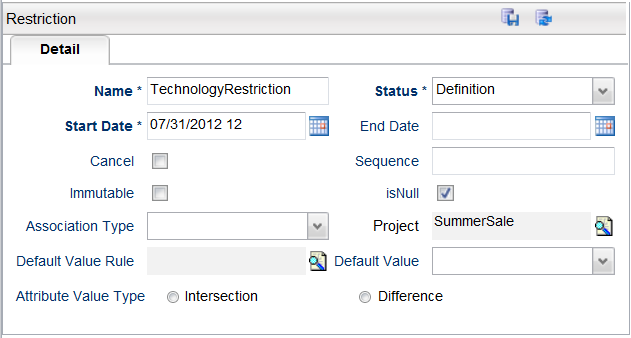 Restriction
Detail
Name * TechnologyRestriction Status * Definition
Start Date * 07/31/2012 12 End Date
Cancel Sequence
Immutable isNull
Association Type Project SummerSale
Default Value Rule Default Value
Attribute Value Type Intersection Difference